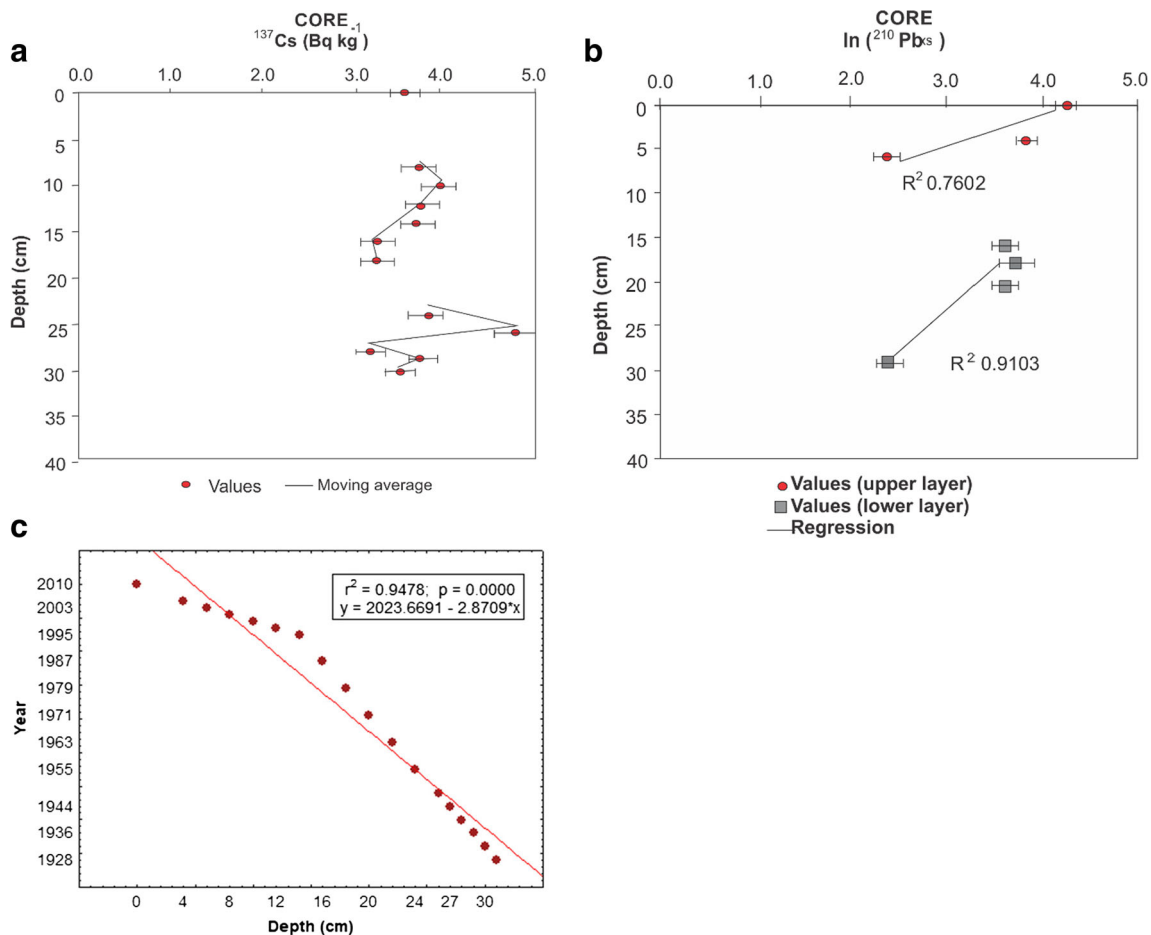 a
CORE
137Cs (Bq kg-1)
0.0 1.0 2.0 3.0 4.0 5.0
0
5
10
15
20
25
30
35
40
Depth (cm)
Values Moving average
b
CORE
ln (210 Pbxs )
0.0 1.0 2.0 3.0 4.0 5.0
0
5
10
15
20
25
30
40
Depth (cm)
R2 0.7602
R2 0.9103
Values (upper layer)
Values (lower layer)
Regression
c
r2 = 0.9478; p = 0.0000
y = 2023.6691 - 2.8709*x
2010
2003
1995
1987
1979
1971
1963
1955
1944
1936
1928
Year
0 4 8 12 16 20 24 27 30
Depth (cm)